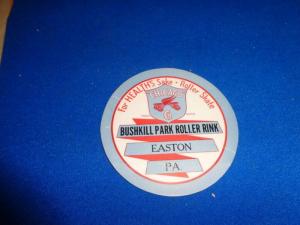 For HEALTH'S Sake - Roller Skate
CHICAGO
BUSHKILL PARK ROLLER RINK
EASTON
PA.